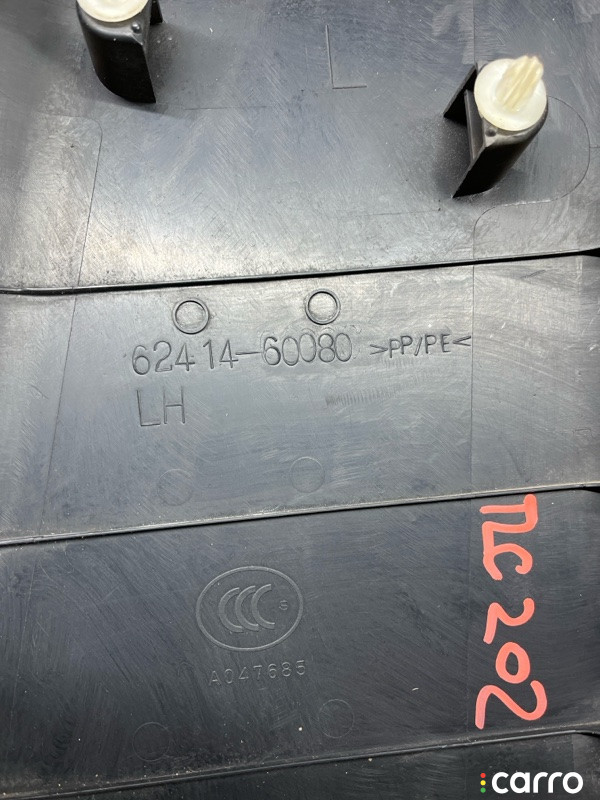 L
62414-60080 >PP/PE<
LH
CCC S
A047685
TLC 202
carro